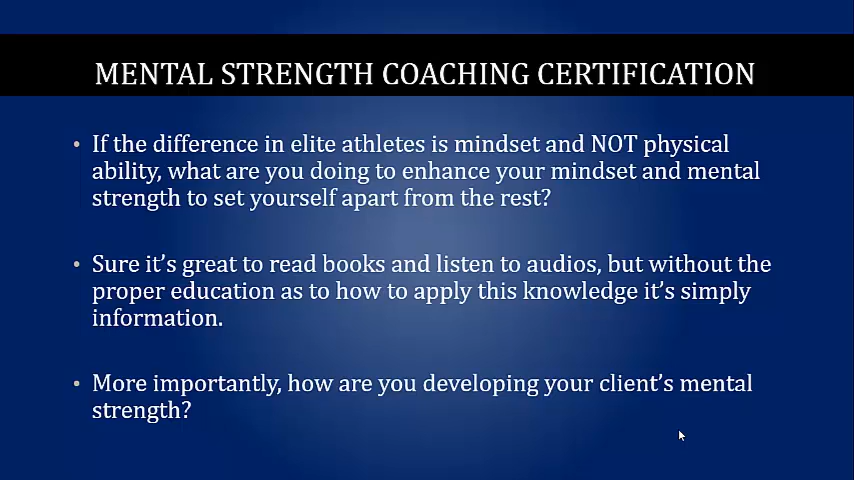 MENTAL STRENGTH COACHING CERTIFICATION
• If the difference in elite athletes is mindset and NOT physical
ability, what are you doing to enhance your mindset and mental
strength to set yourself apart from the rest?
• Sure it’s great to read books and listen to audios, but without the
proper education as to how to apply this knowledge it’s simply
information.
• More importantly, how are you developing your client’s mental
strength?